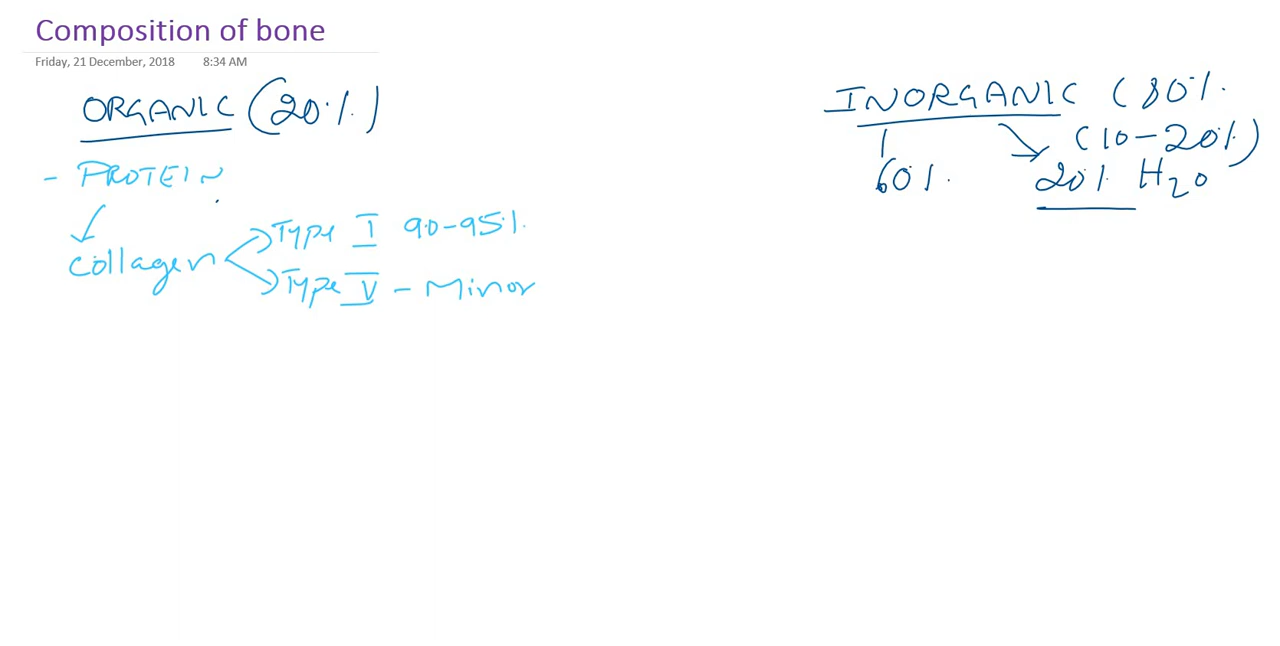 Composition of bone
Friday, 21 December, 2018 8:34 AM
ORGANIC (20%)
- PROTEIN
Collagen
Type I 90-95%.
Type V - Minor
INORGANIC (80%.
(10-20%)
60%. 20% H2O